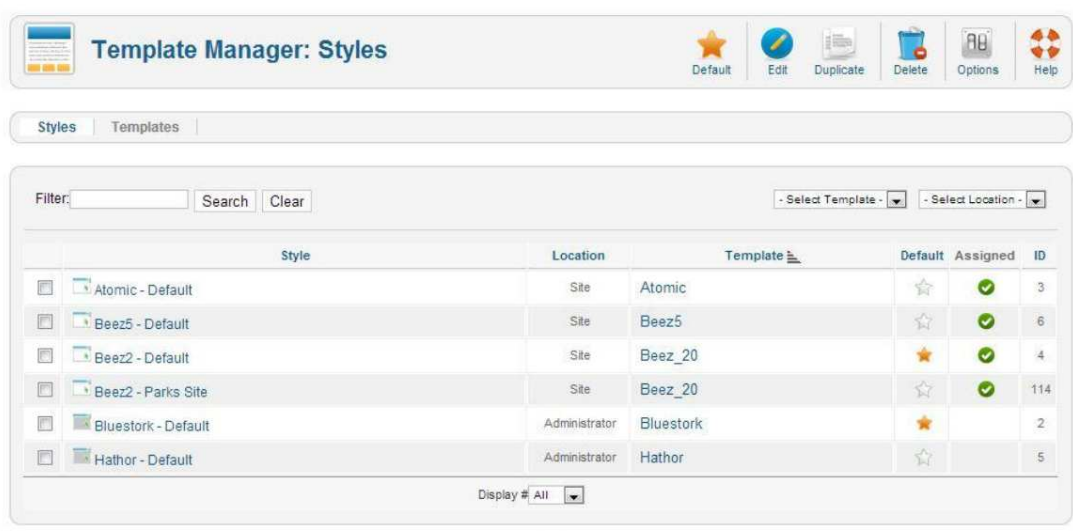 Template Manager: Styles
Default Edit Duplicate Delete Options Help
Styles Templates
Filter: Search Clear - Select Template - - Select Location -
Style Location Template Default Assigned ID
Atomic - Default Site Atomic 3
Beez5 - Default Site Beez5 6
Beez2 - Default Site Beez_20 4
Beez2 - Parks Site Site Beez_20 114
Bluestork - Default Administrator Bluestork 2
Hathor - Default Administrator Hathor 5
Display # All